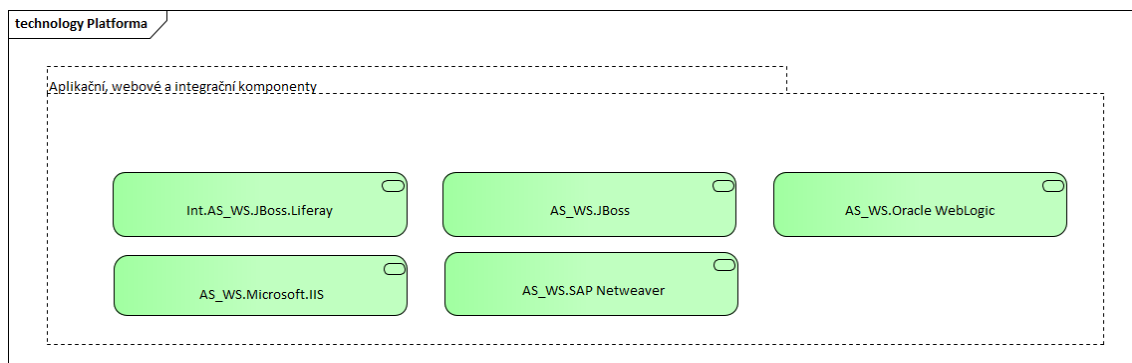 technology Platforma
Aplikační, webové a integrační komponenty
Int.AS_WS.JBoss.Liferay
AS_WS.JBoss
AS_WS.Oracle WebLogic
AS_WS.Microsoft.IIS
AS_WS.SAP Netweaver